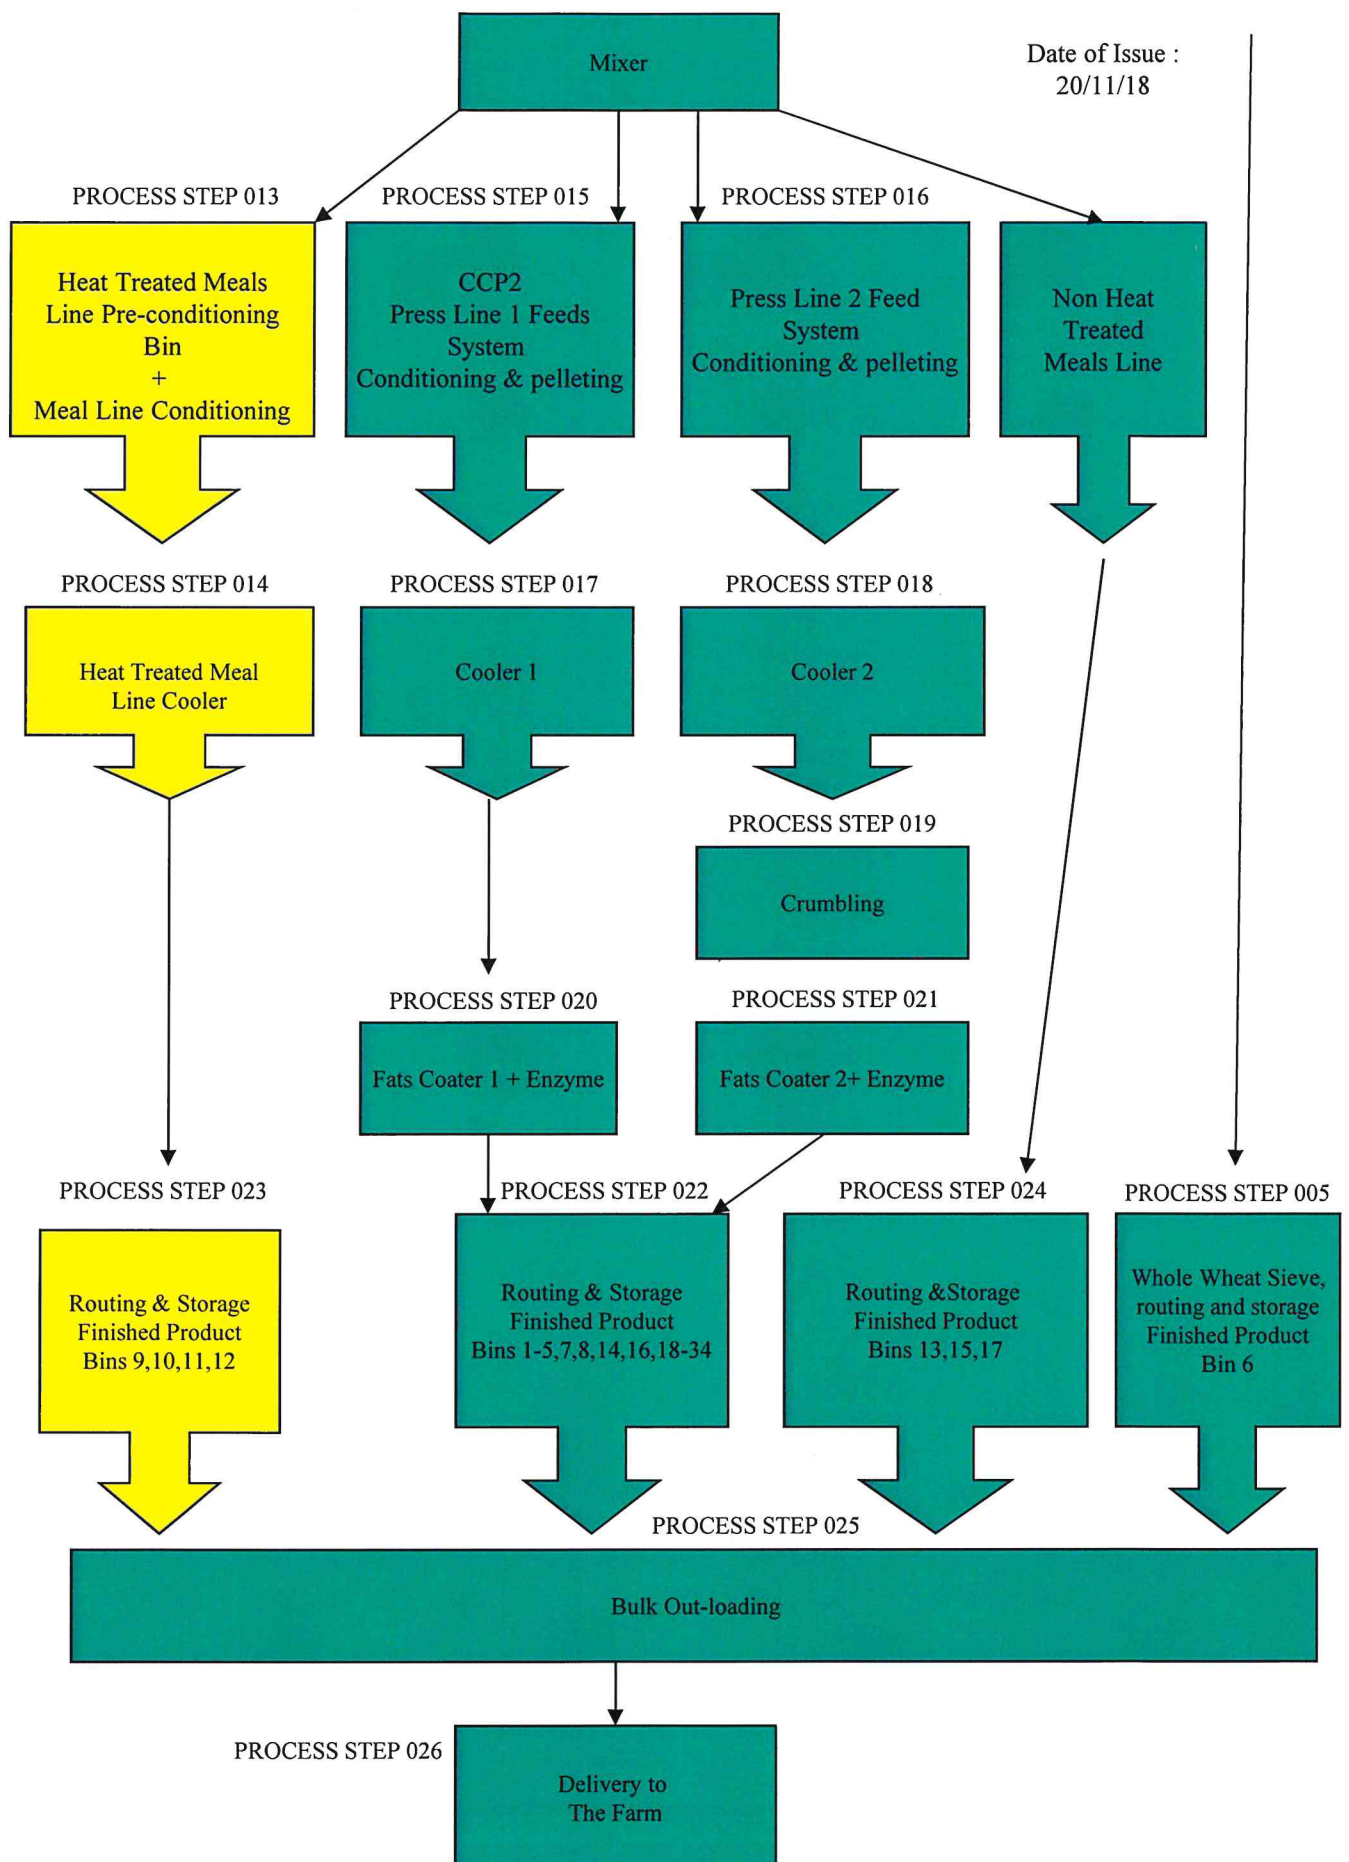 Mixer
Date of Issue :
20/11/18
PROCESS STEP 013
PROCESS STEP 015
PROCESS STEP 016
Heat Treated Meals
Line Pre-conditioning
Bin
+
Meal Line Conditioning
CCP2
Press Line 1 Feeds
System
Conditioning & pelleting
Press Line 2 Feed
System
Conditioning & pelleting
Non Heat
Treated
Meals Line
PROCESS STEP 014
PROCESS STEP 017
PROCESS STEP 018
Heat Treated Meal
Line Cooler
Cooler 1
Cooler 2
PROCESS STEP 019
Crumbling
PROCESS STEP 020
PROCESS STEP 021
Fats Coater 1 + Enzyme
Fats Coater 2+ Enzyme
PROCESS STEP 023
PROCESS STEP 022
PROCESS STEP 024
PROCESS STEP 005
Routing & Storage
Finished Product
Bins 9,10,11,12
Routing & Storage
Finished Product
Bins 1-5,7,8,14,16,18-34
Routing &Storage
Finished Product
Bins 13,15,17
Whole Wheat Sieve,
routing and storage
Finished Product
Bin 6
PROCESS STEP 025
Bulk Out-loading
PROCESS STEP 026
Delivery to
The Farm